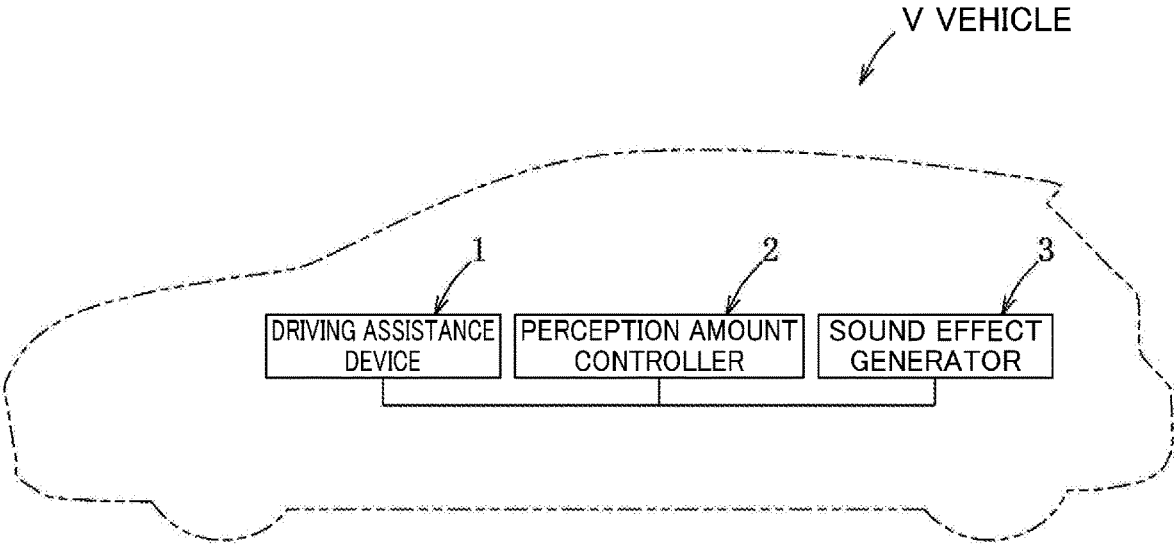 V VEHICLE
1
2
3
DRIVING ASSISTANCE
DEVICE
PERCEPTION AMOUNT
CONTROLLER
SOUND EFFECT
GENERATOR